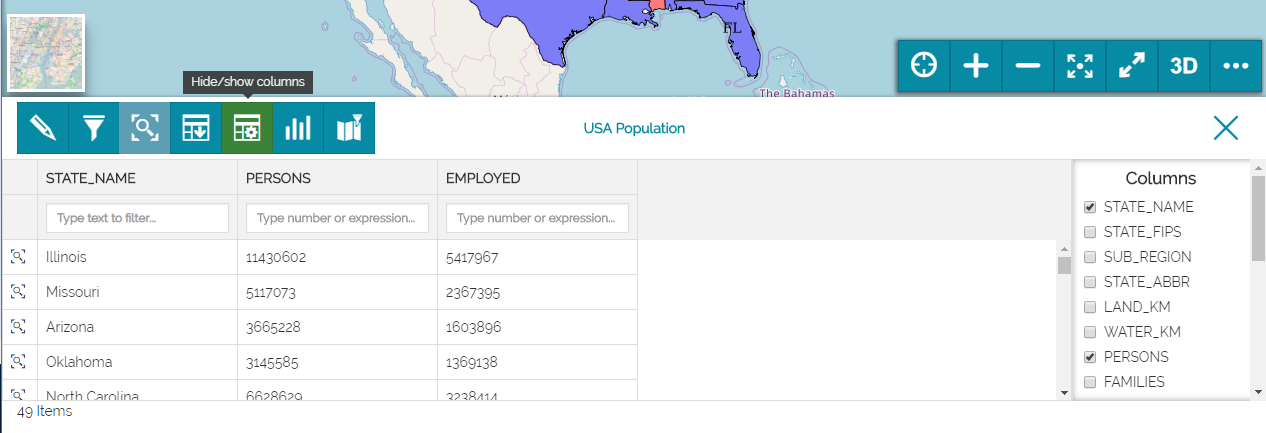 FL
The Bahamas
3D
Hide/show columns
USA Population
STATE_NAME PERSONS EMPLOYED
Type text to filter... Type number or expression... Type number or expression...
Illinois 11430602 5417967
Missouri 5117073 2367395
Arizona 3665228 1603896
Oklahoma 3145585 1369138
North Carolina 6628629 3238414
49 Items
Columns
STATE_NAME
STATE_FIPS
SUB_REGION
STATE_ABBR
LAND_KM
WATER_KM
PERSONS
FAMILIES